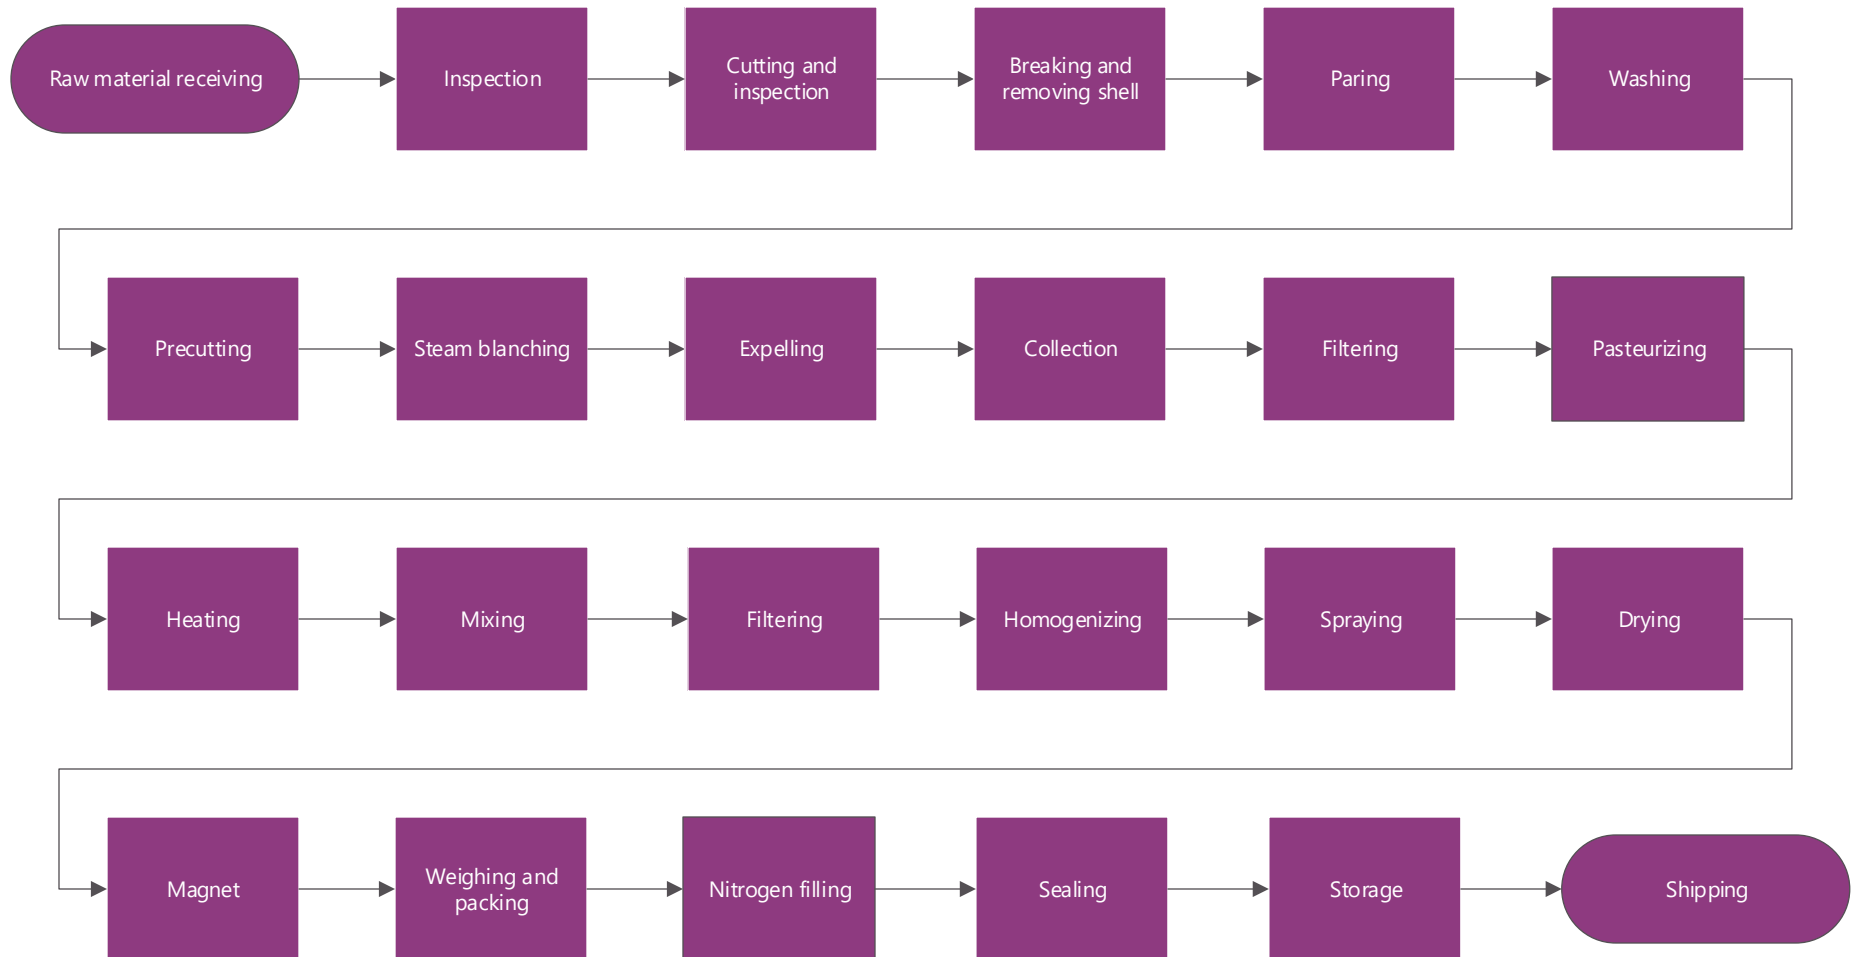 Raw material receiving
Inspection
Cutting and
inspection
Breaking and
removing shell
Paring
Washing
Precutting
Steam blanching
Expelling
Collection
Filtering
Pasteurizing
Heating
Mixing
Filtering
Homogenizing
Spraying
Drying
Magnet
Weighing and
packing
Nitrogen filling
Sealing
Storage
Shipping